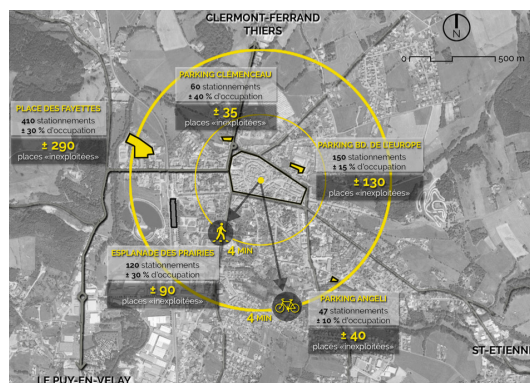 CLERMONT-FERRAND
THIERS
N
0
500 m
PARKING CLEMENCEAU
60 stationnements
± 40 % d'occupation
± 35
places «inexploitées»
PLACE DES FAYETTES
410 stationnements
± 30 % d'occupation
± 290
places «inexploitées»
PARKING BD. DE L'EUROPE
150 stationnements
± 15 % d'occupation
± 130
places «inexploitées»
4 MIN
ESPLANADE DES PRAIRIES
120 stationnements
± 30 % d'occupation
± 90
places «inexploitées»
4 MIN
PARKING ANGELI
47 stationnements
± 10 % d'occupation
± 40
places «inexploitées»
ST-ETIENNE
LE PUY-EN-VELAY